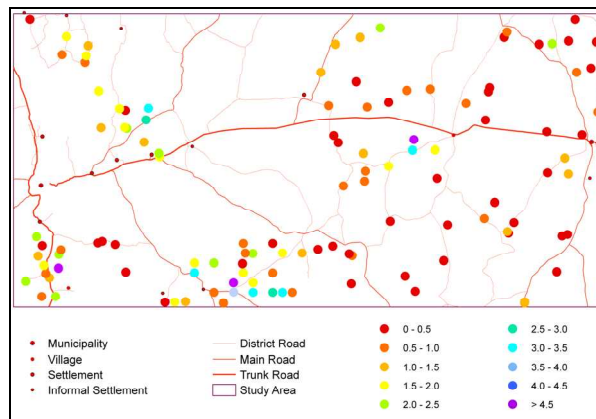 Municipality
Village
Settlement
Informal Settlement
District Road
Main Road
Trunk Road
Study Area
0 - 0.5
0.5 - 1.0
1.0 - 1.5
1.5 - 2.0
2.0 - 2.5
2.5 - 3.0
3.0 - 3.5
3.5 - 4.0
4.0 - 4.5
> 4.5